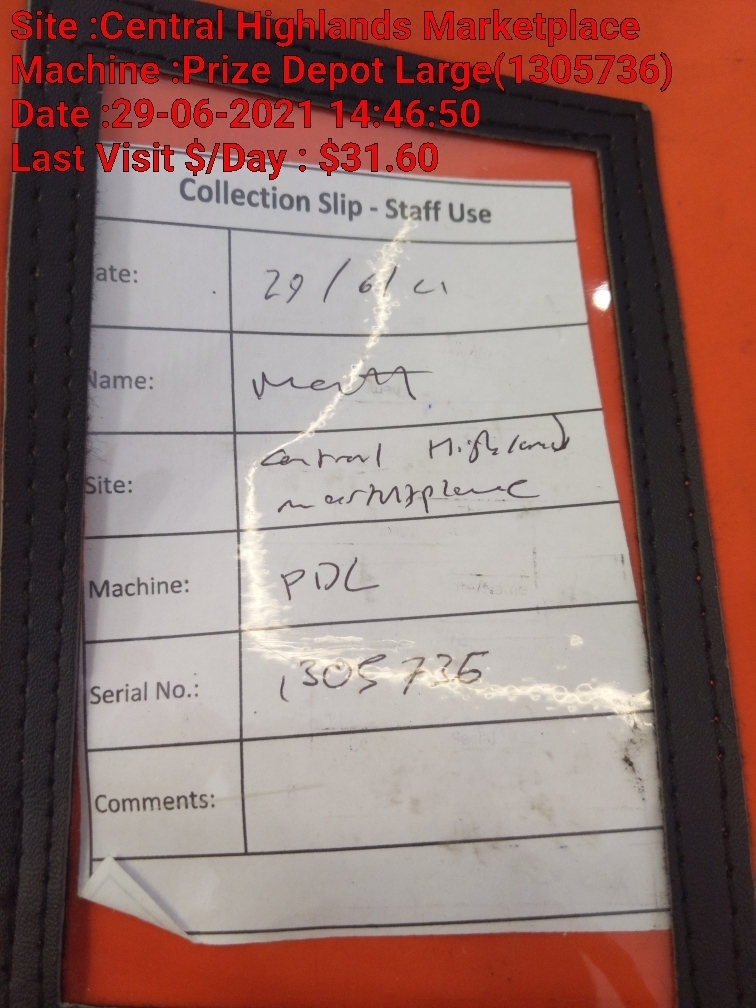 Site :Central Highlands Marketplace
Machine :Prize Depot Large(1305736)
Date :29-06-2021 14:46:50
Last Visit $/Day : $31.60
Collection Slip - Staff Use
ate: 29/6/21
Name: Matt
Site: Central Highland
marketplace
Machine: PDL
Serial No.: 1305736
Comments: